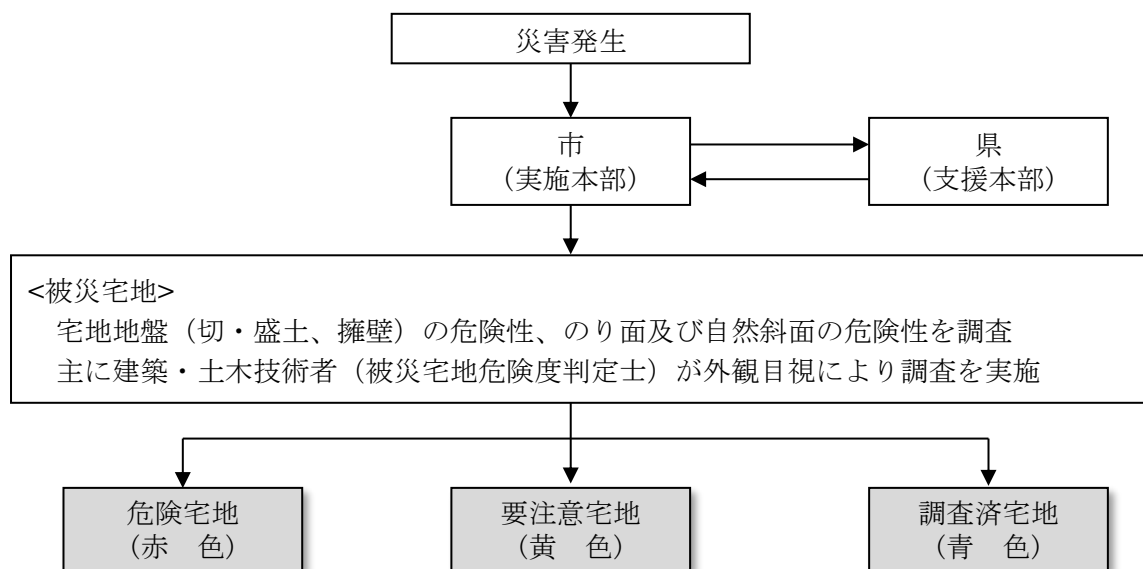 災害発生
市
（実施本部）
県
（支援本部）
<被災宅地>
宅地地盤（切・盛土、擁壁）の危険性、のり面及び自然斜面の危険性を調査
主に建築・土木技術者（被災宅地危険度判定士）が外観目視により調査を実施
危険宅地
（赤　色）
要注意宅地
（黄　色）
調査済宅地
（青　色）